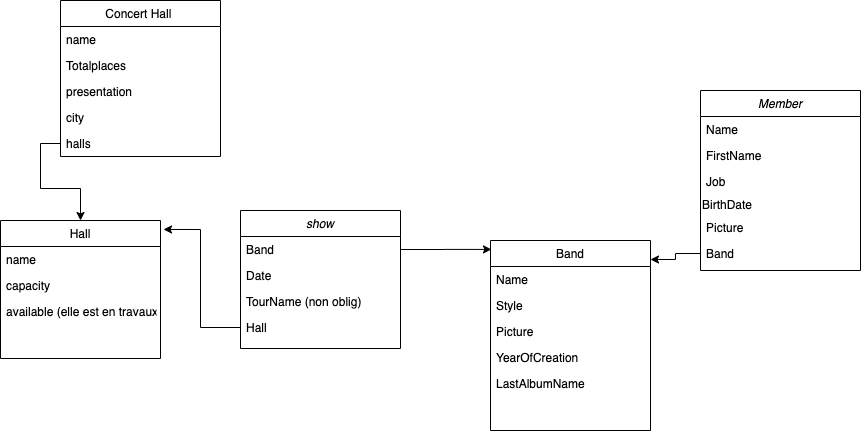 Concert Hall
name
Totalplaces
presentation
city
halls
Hall
name
capacity
available (elle est en travaux
show
Band
Date
TourName (non oblig)
Hall
Band
Name
Style
Picture
YearOfCreation
LastAlbumName
Member
Name
FirstName
Job
BirthDate
Picture
Band